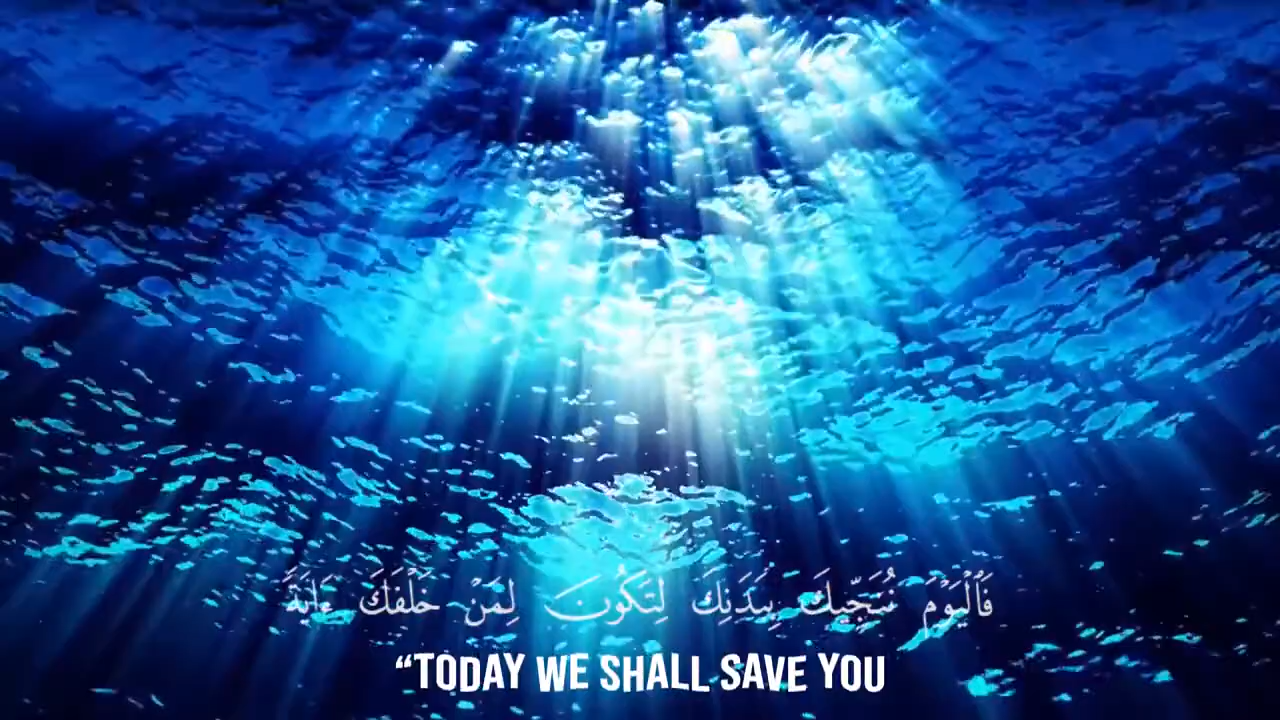 فَٱلْيَوْمَ نُنَجِّيكَ بِبَدَنِكَ لِتَكُونَ لِمَنْ خَلْفَكَ ءَايَةً
“TODAY WE SHALL SAVE YOU